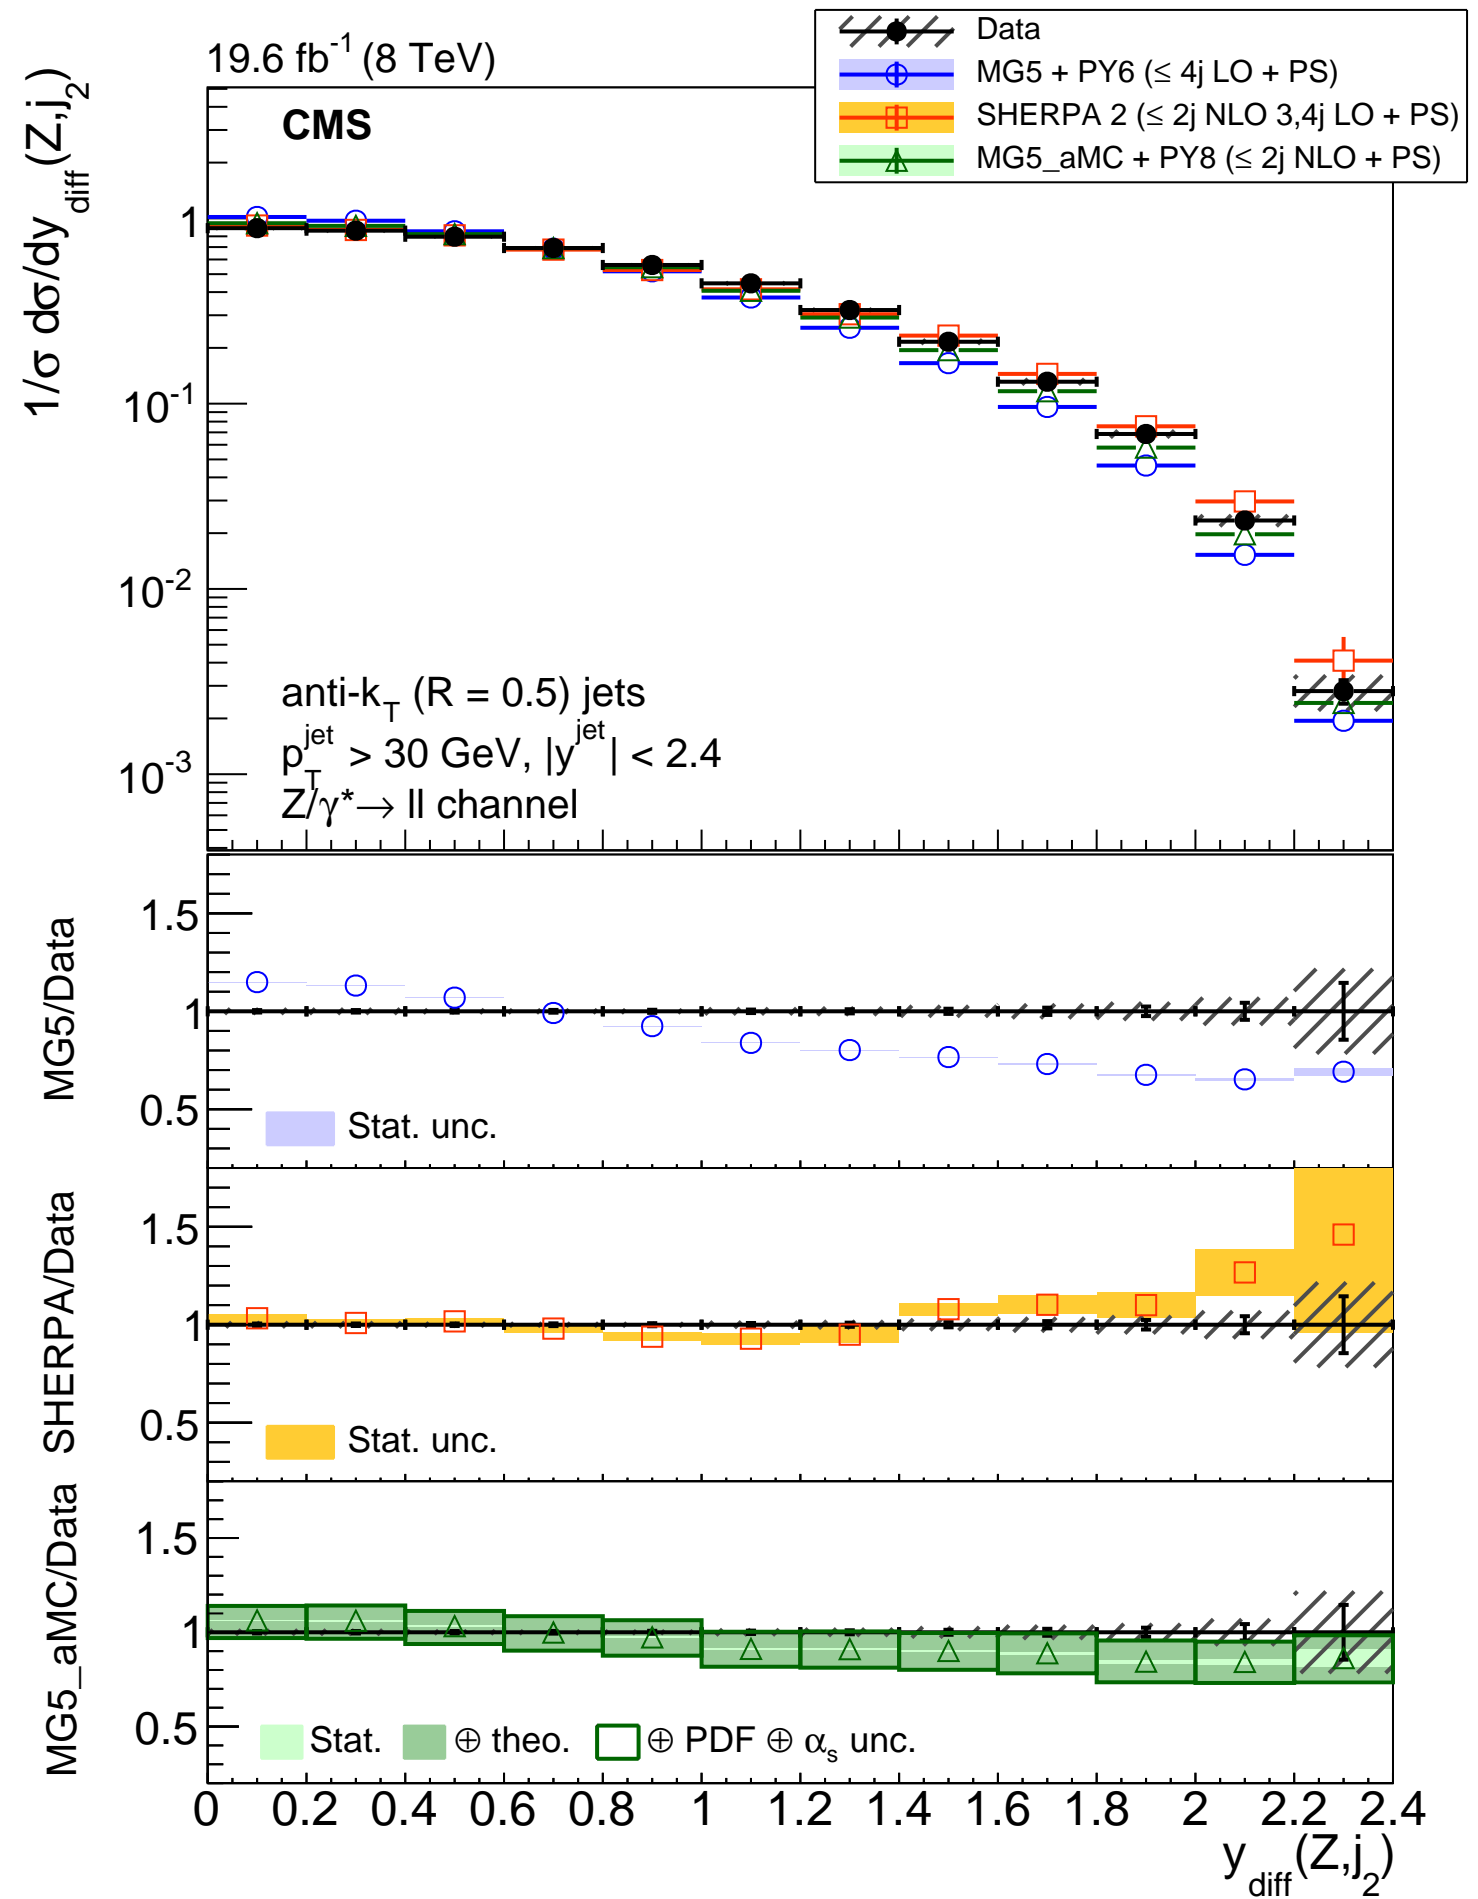 19.6 fb-1 (8 TeV)
Data
MG5 + PY6 (≤ 4j LO + PS)
SHERPA 2 (≤ 2j NLO 3,4j LO + PS)
MG5_aMC + PY8 (≤ 2j NLO + PS)
CMS
1/σ dσ/dydiff(Z,j2)
1
10-1
10-2
10-3
anti-kT (R = 0.5) jets
pTjet > 30 GeV, |yjet| < 2.4
Z/γ*→ ll channel
MG5/Data
1.5
1
0.5
Stat. unc.
SHERPA/Data
1.5
1
0.5
Stat. unc.
MG5_aMC/Data
1.5
1
0.5
Stat. ⊕ theo. ⊕ PDF ⊕ αs unc.
0 0.2 0.4 0.6 0.8 1 1.2 1.4 1.6 1.8 2 2.2 2.4
ydiff(Z,j2)